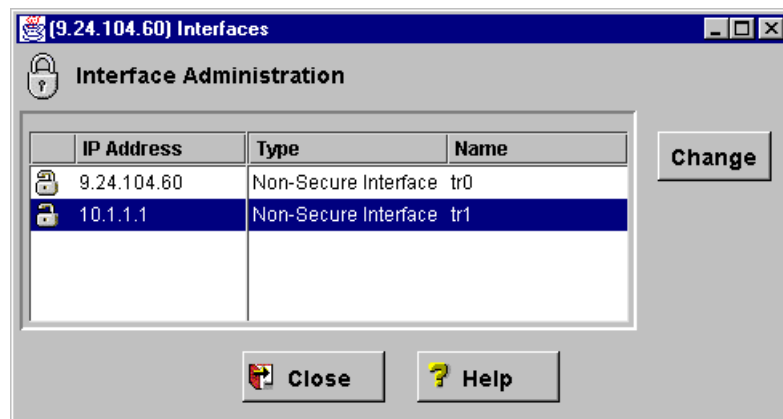 (9.24.104.60) Interfaces
Interface Administration
IP Address Type Name
9.24.104.60 Non-Secure Interface tr0
10.1.1.1 Non-Secure Interface tr1
Change
Close Help